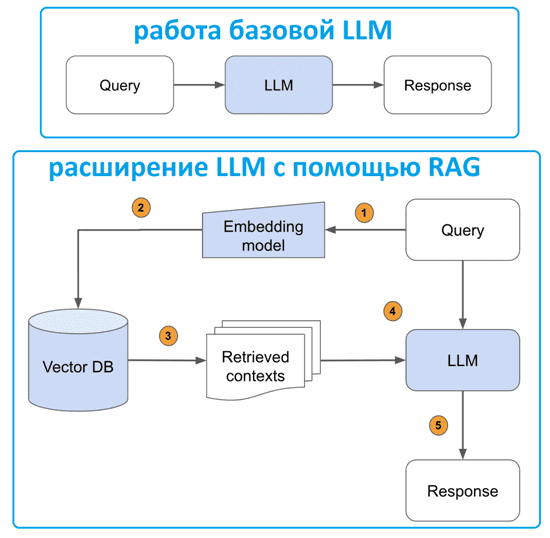 работа базовой LLM
Query
LLM
Response
расширение LLM с помощью RAG
2
1
Embedding
model
Query
3
4
Vector DB
Retrieved
contexts
LLM
5
Response